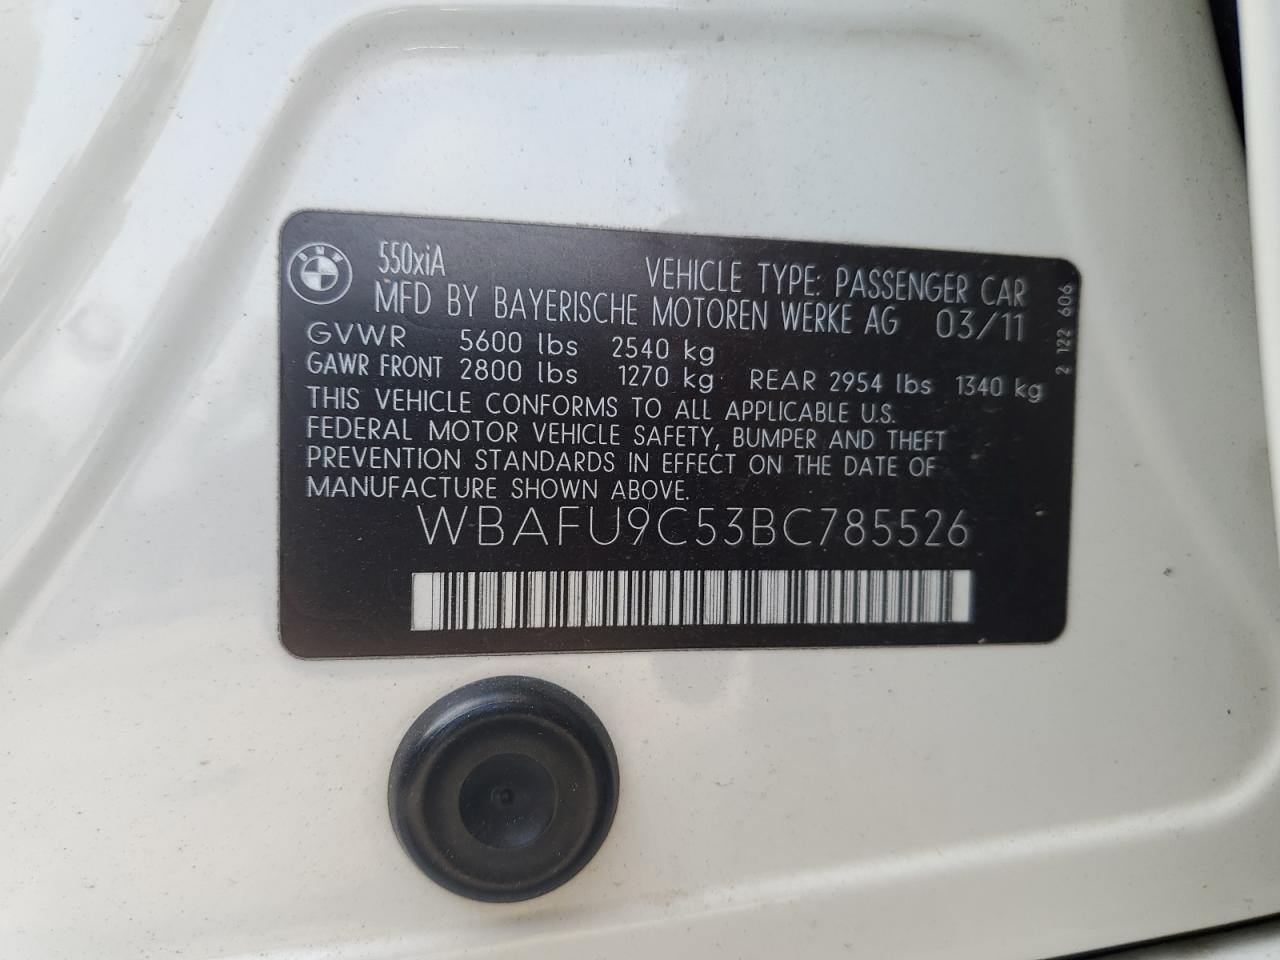 550xiA
VEHICLE TYPE: PASSENGER CAR
MFD BY BAYERISCHE MOTOREN WERKE AG 03/11
GVWR 5600 lbs 2540 kg
GAWR FRONT 2800 lbs 1270 kg REAR 2954 lbs 1340 kg
THIS VEHICLE CONFORMS TO ALL APPLICABLE U.S.
FEDERAL MOTOR VEHICLE SAFETY, BUMPER AND THEFT
PREVENTION STANDARDS IN EFFECT ON THE DATE OF
MANUFACTURE SHOWN ABOVE.
WBAFU9C53BC785526
2 122 606
BMW